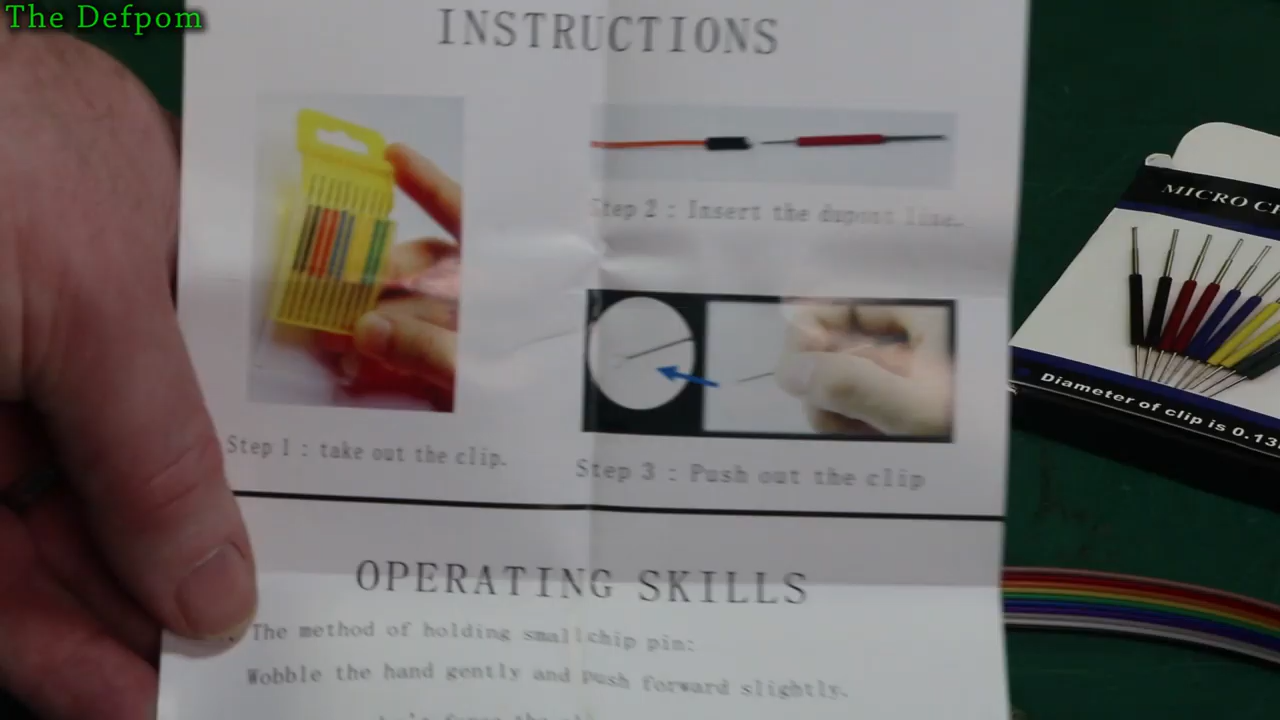 The Defpom
INSTRUCTIONS
Step 2 : Insert the dupont line.
Step 1 : take out the clip.
Step 3 : Push out the clip
OPERATING SKILLS
The method of holding small chip pin:
Wobble the hand gently and push forward slightly.
MICRO
Diameter of clip is 0.13